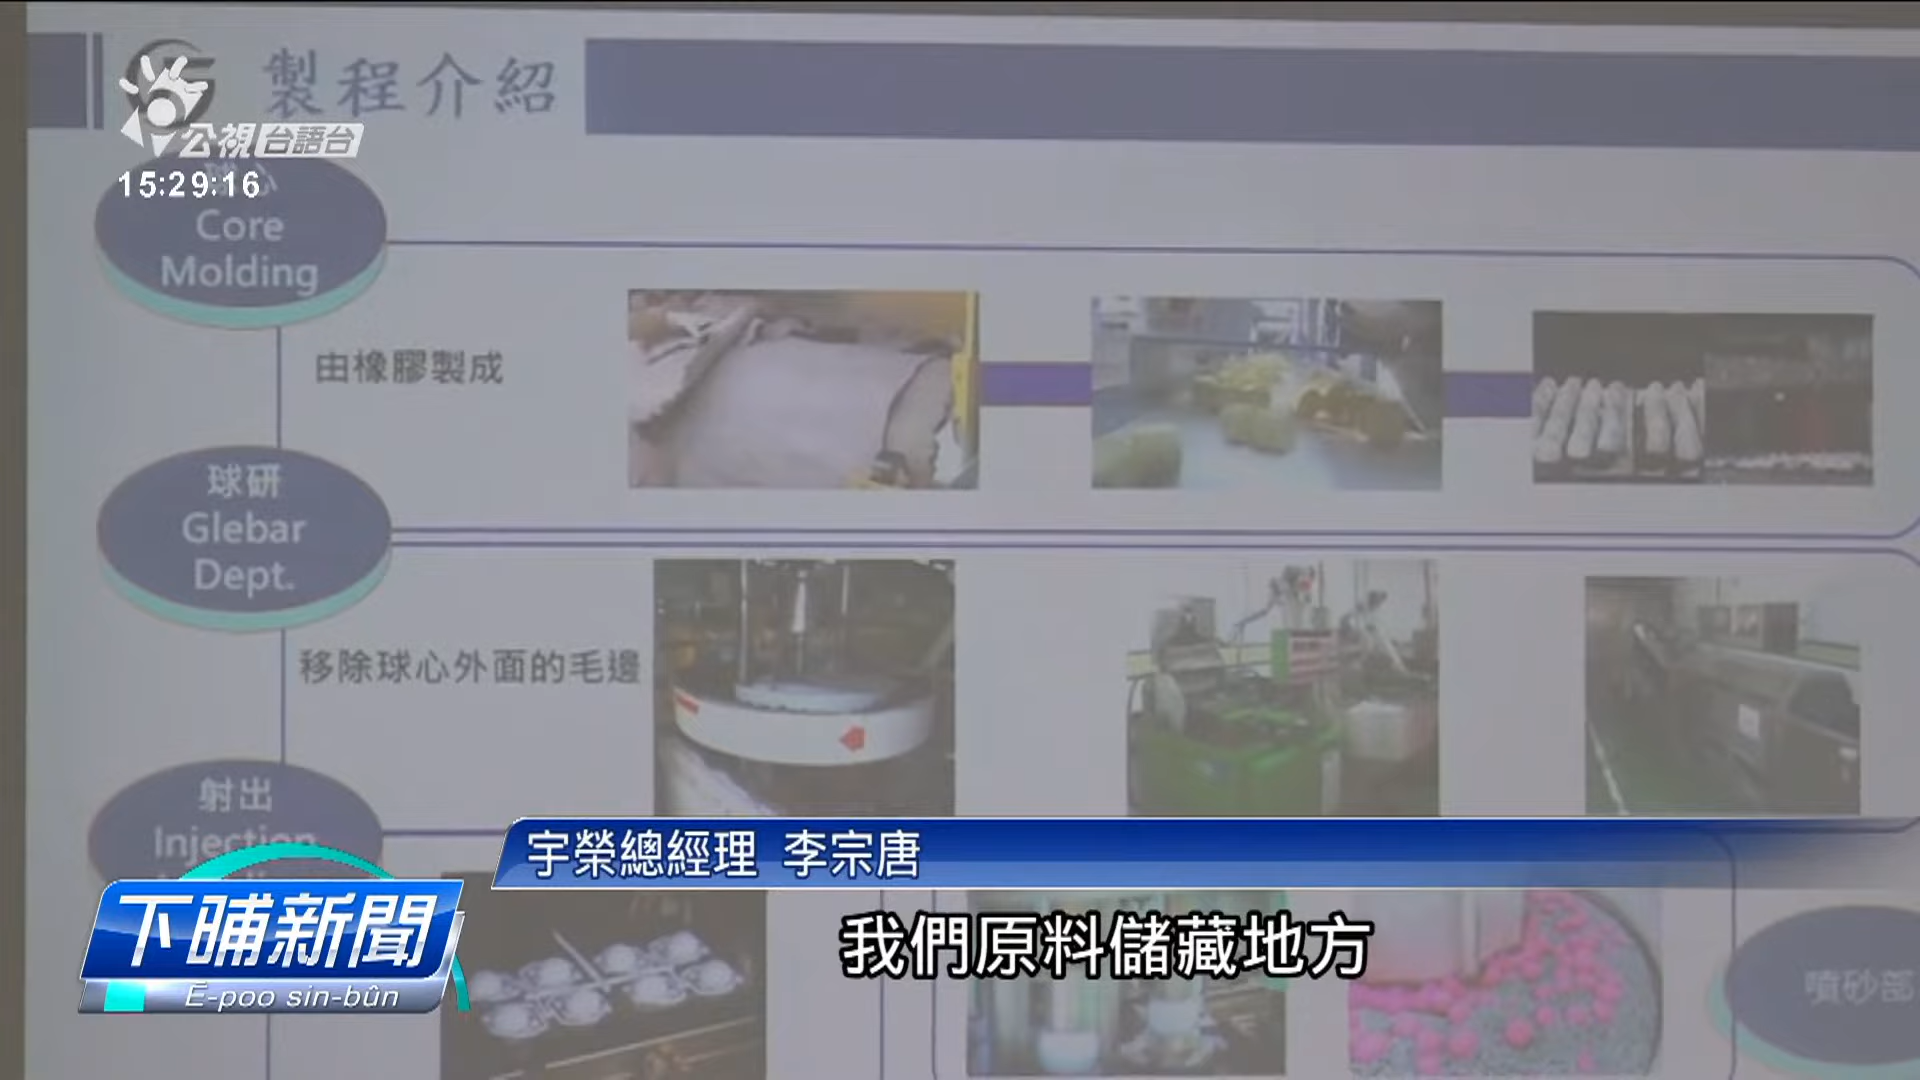 製程介紹
公視台語台
15:29:16
Core
Molding
由橡膠製成
球研
Glebar
Dept.
移除球心外面的毛邊
射出
Injection
宇榮總經理 李宗唐
下晡新聞
Ē-poo sin-bûn
我們原料儲藏地方
噴砂部